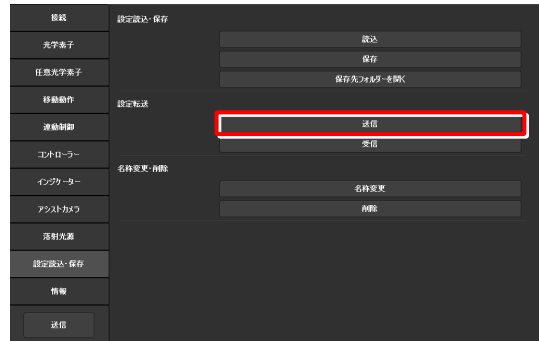 接続
光学素子
任意光学素子
移動動作
連動制御
コントローラー
インジケーター
アシストカメラ
落射光源
設定読込・保存
情報
送信
設定読込・保存
読込
保存
保存先フォルダーを開く
設定転送
送信
受信
名称変更・削除
名称変更
削除